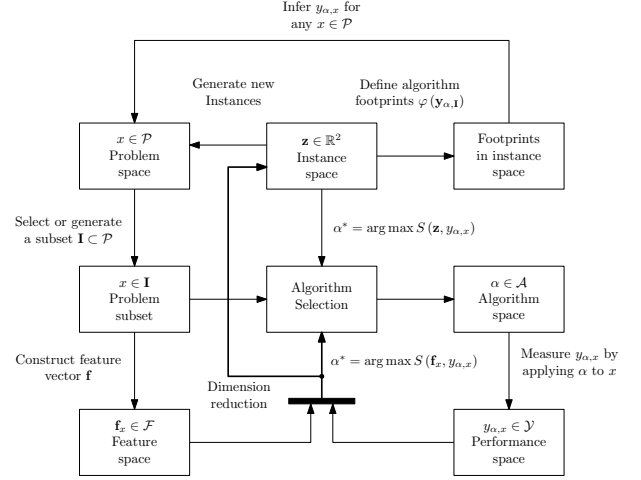 Infer y_{α,x} for
any x ∈ 𝒫
Generate new
Instances
Define algorithm
footprints φ (𝐲_{α,𝐈})
x ∈ 𝒫
Problem
space
𝐳 ∈ ℝ²
Instance
space
Footprints
in instance
space
Select or generate
a subset 𝐈 ⊂ 𝒫
α* = arg max S (𝐳, y_{α,x})
x ∈ 𝐈
Problem
subset
Algorithm
Selection
α ∈ 𝒜
Algorithm
space
Construct feature
vector 𝐟
α* = arg max S (𝐟_x, y_{α,x})
Measure y_{α,x} by
applying α to x
Dimension
reduction
𝐟_x ∈ ℱ
Feature
space
y_{α,x} ∈ 𝒴
Performance
space